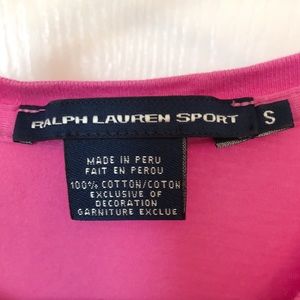 RALPH LAUREN SPORT
S
MADE IN PERU
FAIT EN PEROU
100% COTTON/COTON
EXCLUSIVE OF
DECORATION
GARNITURE EXCLUE